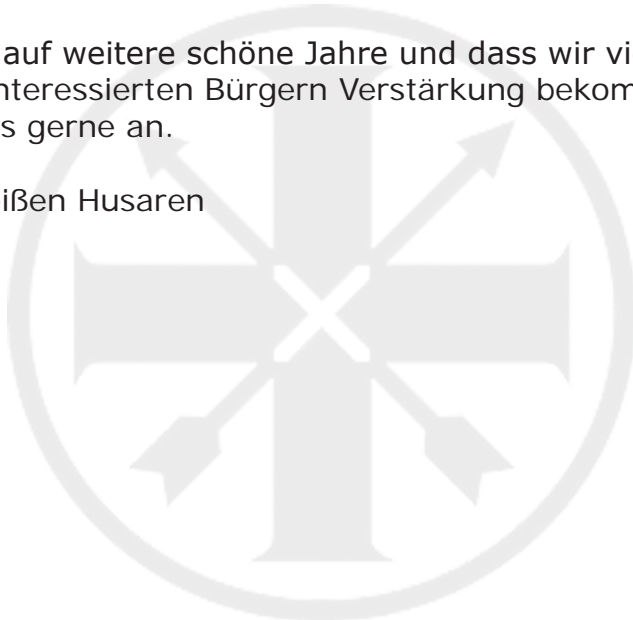 auf weitere schöne Jahre und dass wir vi
nteressierten Bürgern Verstärkung bekom
s gerne an.
ißen Husaren